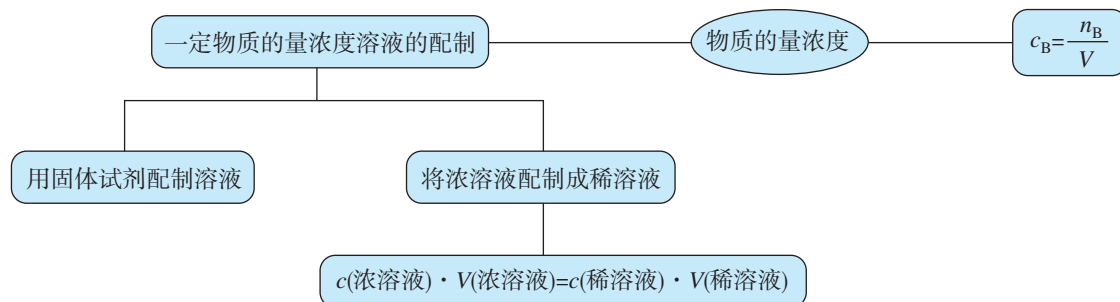 一定物质的量浓度溶液的配制
物质的量浓度
c_B=n_B/V
用固体试剂配制溶液
将浓溶液配制成稀溶液
c(浓溶液)·V(浓溶液)=c(稀溶液)·V(稀溶液)